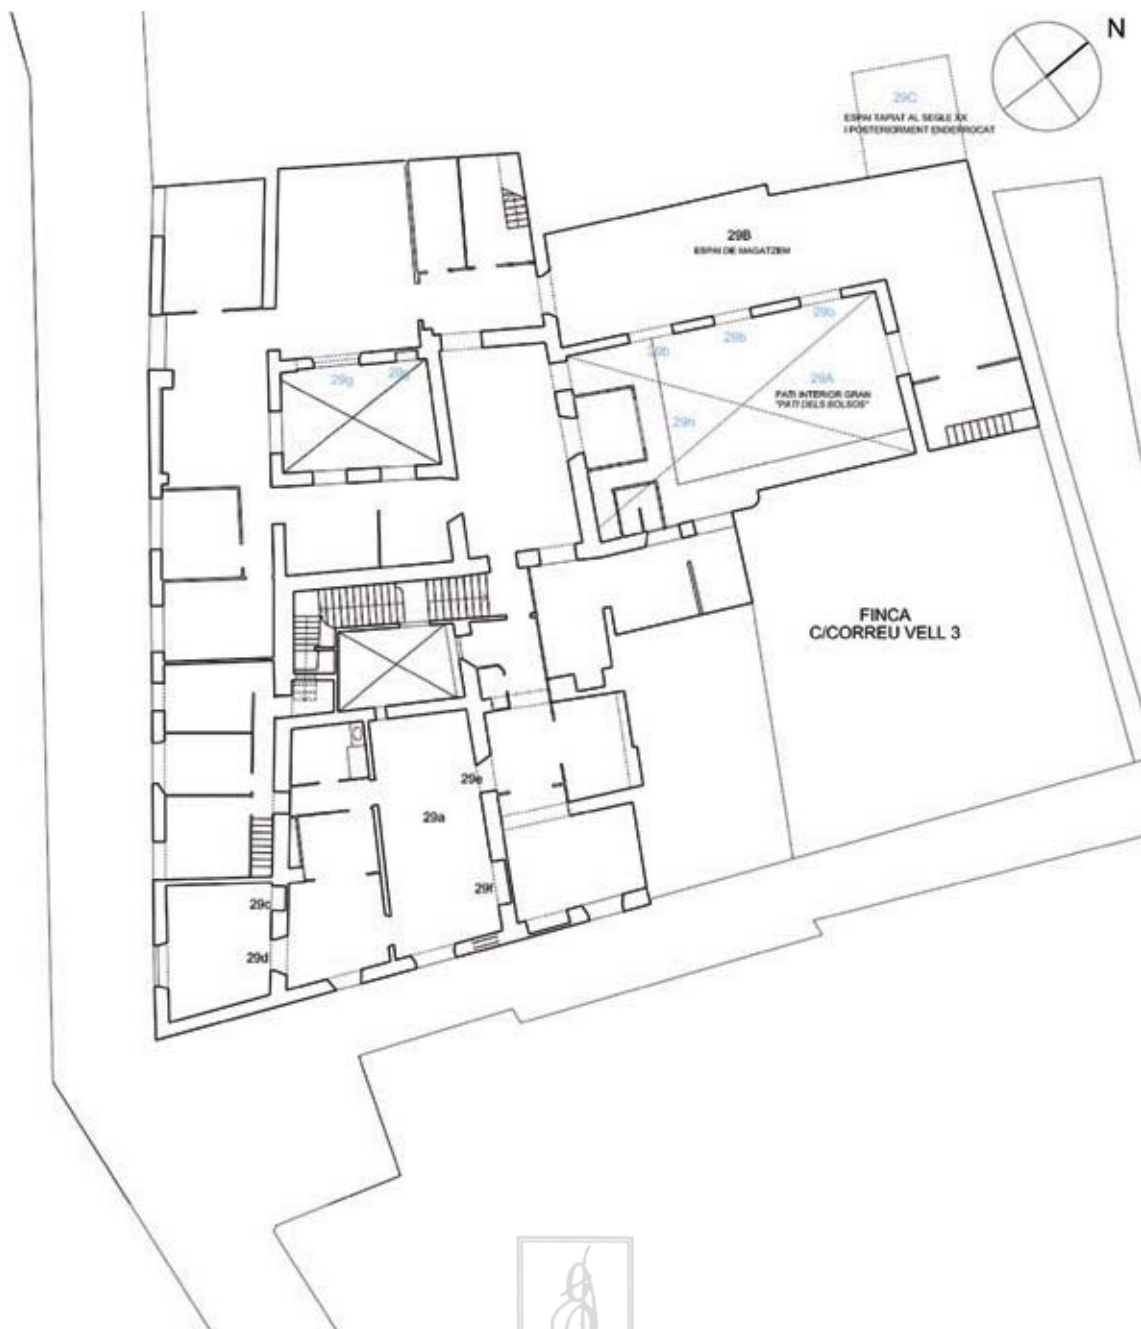 N
29C
ESPAI TAPIAT AL SEGLE XX
I POSTERIORMENT ENDERROCAT
29B
ESPAI DE MAGATZEM
29b
29b
29b
29g
29g
29A
PATI INTERIOR GRAN
"PATI DELS BOLSOS"
29h
FINCA
C/CORREU VELL 3
29e
29a
29f
29c
29d